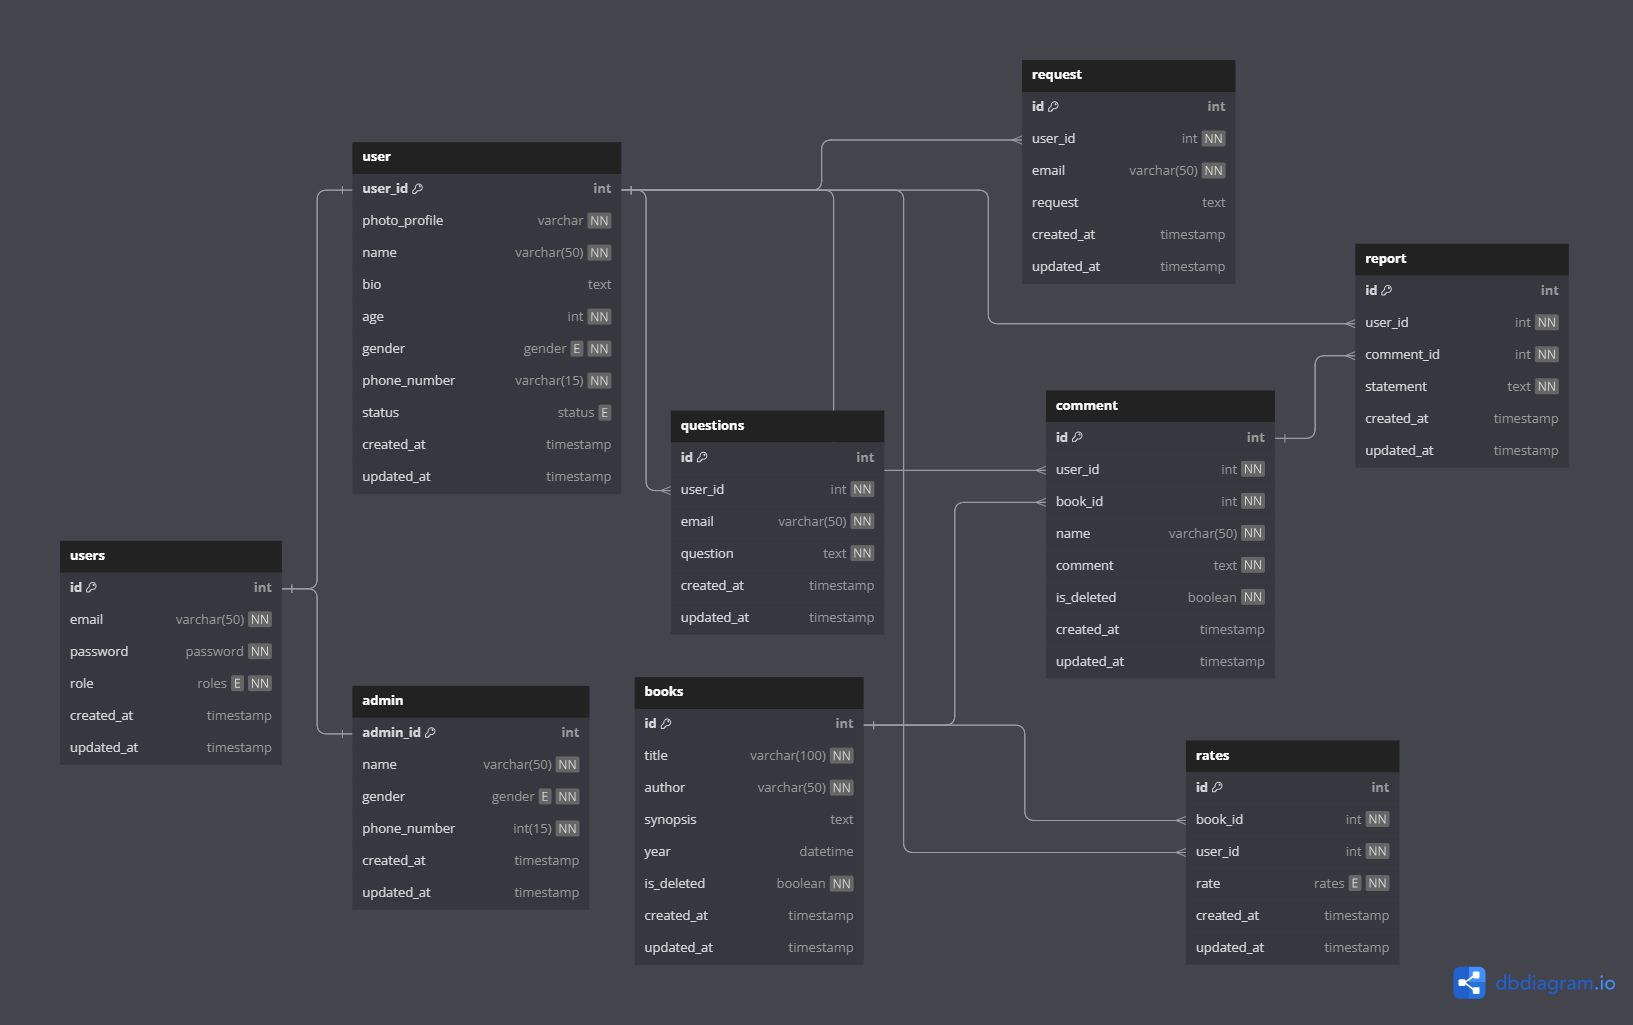 request
id int
user_id int NN
email varchar(50) NN
request text
created_at timestamp
updated_at timestamp
user
user_id int
photo_profile varchar NN
name varchar(50) NN
bio text
age int NN
gender gender E NN
phone_number varchar(15) NN
status status E
created_at timestamp
updated_at timestamp
report
id int
user_id int NN
comment_id int NN
statement text NN
created_at timestamp
updated_at timestamp
comment
id int
user_id int NN
book_id int NN
name varchar(50) NN
comment text NN
is_deleted boolean NN
created_at timestamp
updated_at timestamp
questions
id int
user_id int NN
email varchar(50) NN
question text NN
created_at timestamp
updated_at timestamp
users
id int
email varchar(50) NN
password password NN
role roles E NN
created_at timestamp
updated_at timestamp
admin
admin_id int
name varchar(50) NN
gender gender E NN
phone_number int(15) NN
created_at timestamp
updated_at timestamp
books
id int
title varchar(100) NN
author varchar(50) NN
synopsis text
year datetime
is_deleted boolean NN
created_at timestamp
updated_at timestamp
rates
id int
book_id int NN
user_id int NN
rate rates E NN
created_at timestamp
updated_at timestamp
dbdiagram.io